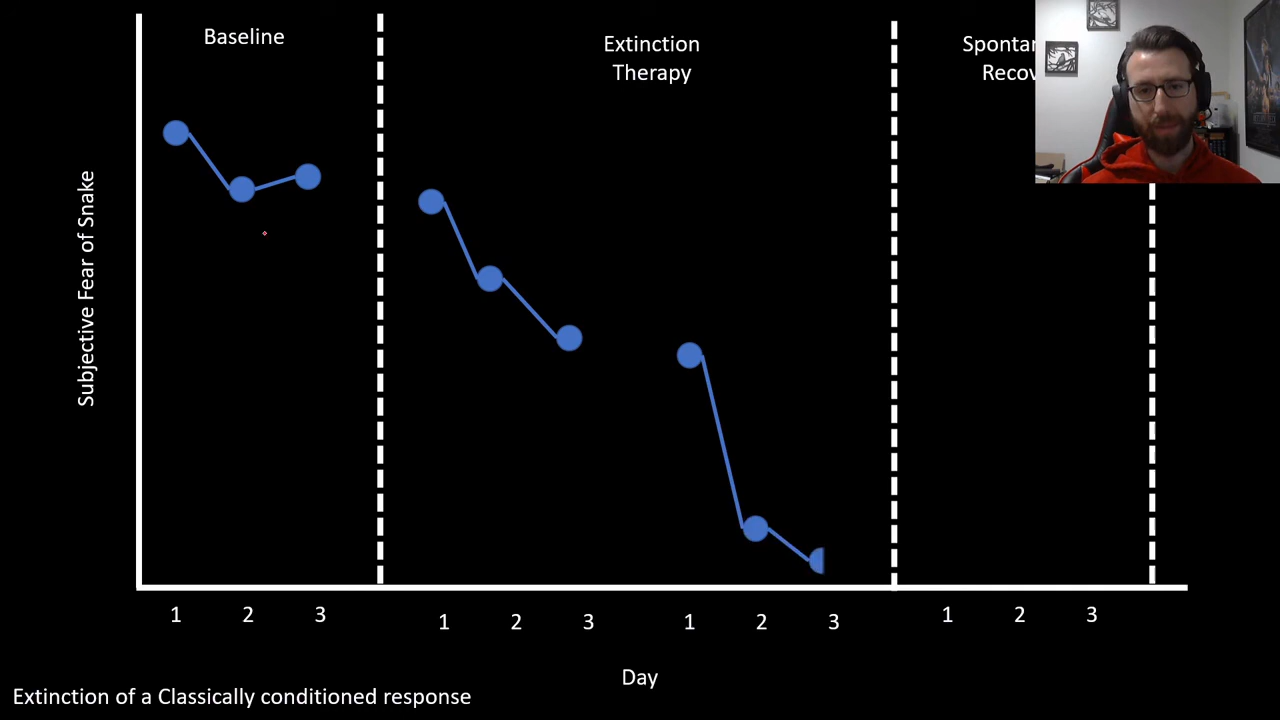 Baseline
Extinction
Therapy
Subjective Fear of Snake
1 2 3
1 2 3
1 2 3
1 2 3
Day
Extinction of a Classically conditioned response